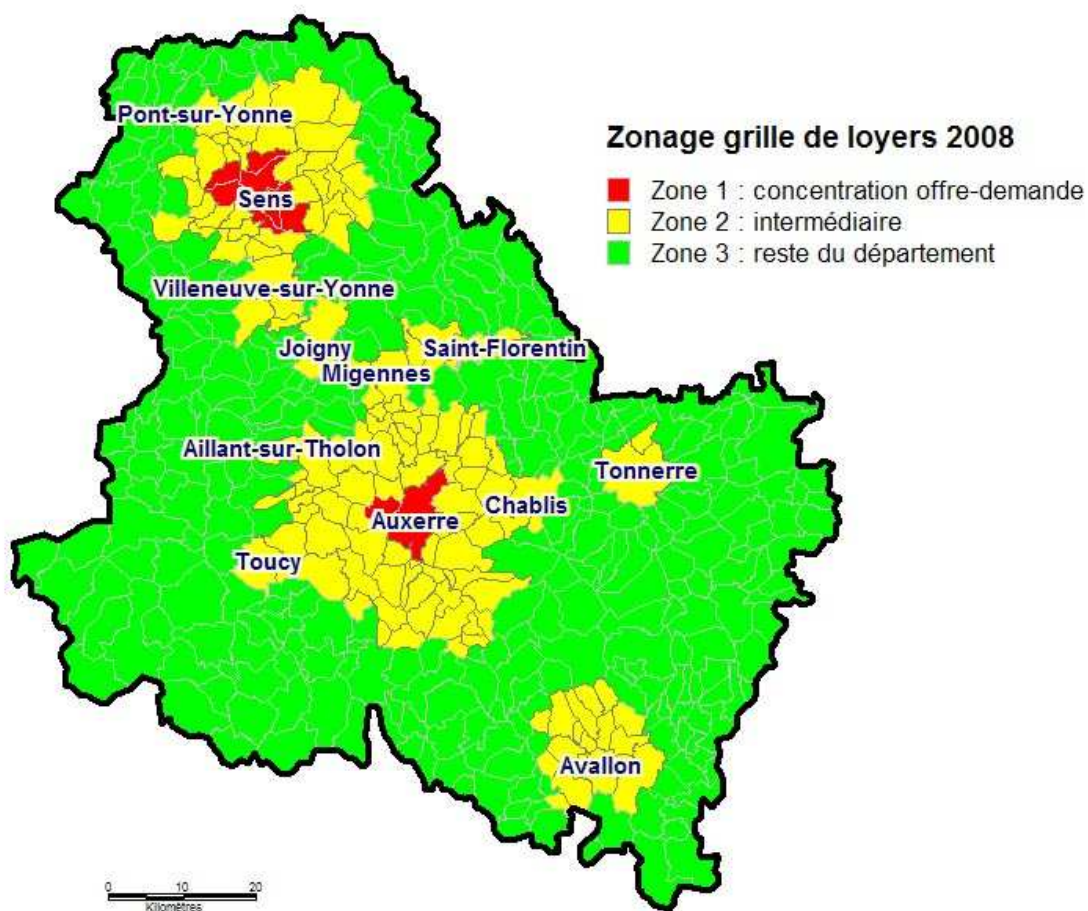 Pont-sur-Yonne
Zonage grille de loyers 2008
Zone 1 : concentration offre-demande
Sens
Zone 2 : intermédiaire
Zone 3 : reste du département
Villeneuve-sur-Yonne
Joigny
Saint-Florentin
Migennes
Aillant-sur-Tholon
Tonnerre
Chablis
Auxerre
Toucy
Avallon
0 10 20
Kilomètres